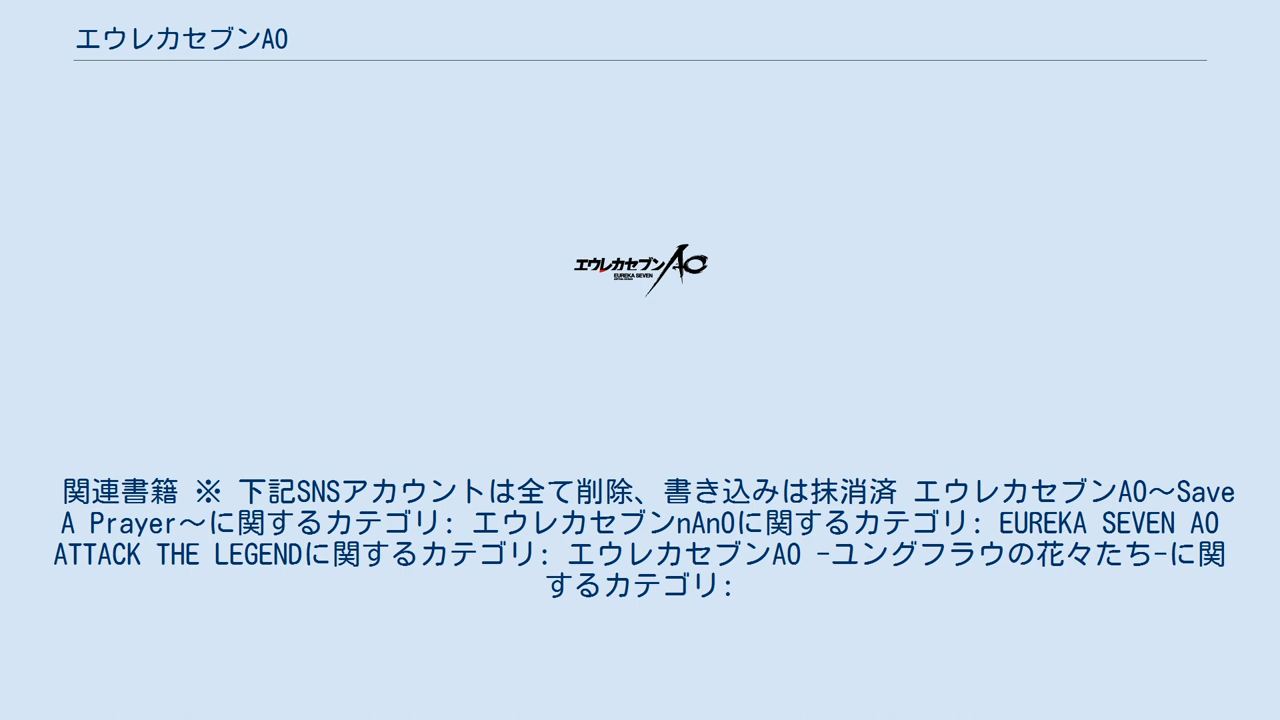 エウレカセブンAO
エウレカセブンAO
EUREKA SEVEN
関連書籍 ※ 下記SNSアカウントは全て削除、書き込みは抹消済 エウレカセブンAO〜Save
A Prayer〜に関するカテゴリ: エウレカセブンnAnOに関するカテゴリ: EUREKA SEVEN AO
ATTACK THE LEGENDに関するカテゴリ: エウレカセブンAO -ユングフラウの花々たち-に関
するカテゴリ: